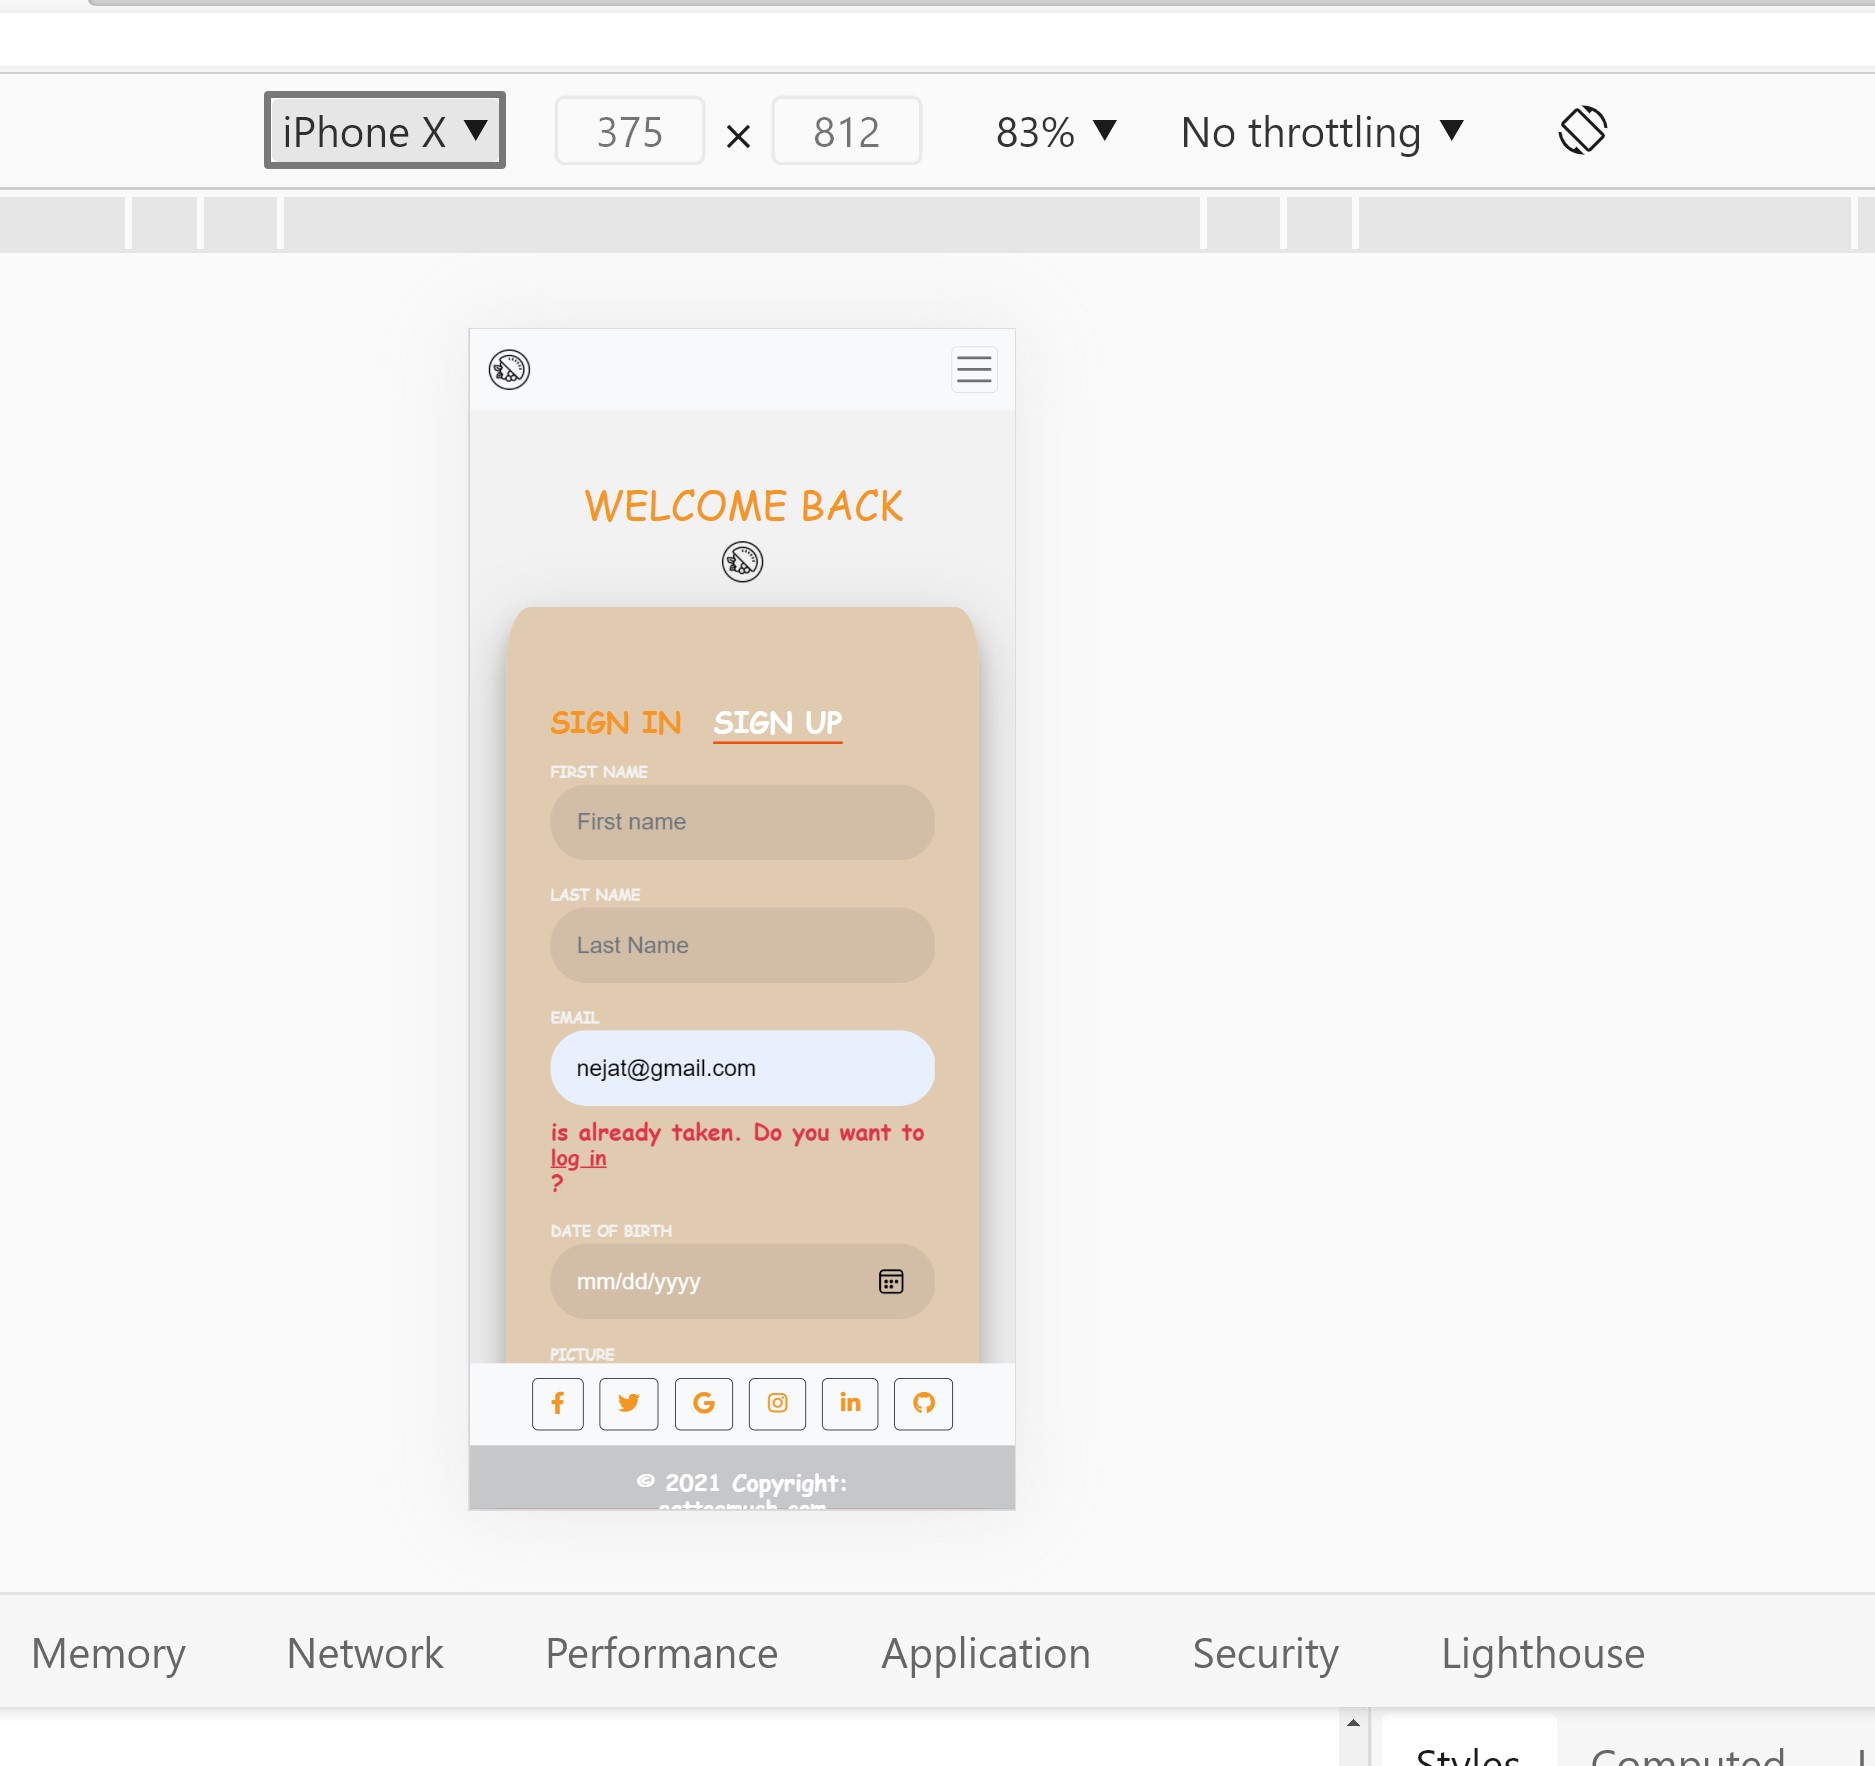 iPhone X ▼ 375 × 812 83% ▼ No throttling ▼
WELCOME BACK
SIGN IN SIGN UP
FIRST NAME
First name
LAST NAME
Last Name
EMAIL
nejat@gmail.com
is already taken. Do you want to
log in
?
DATE OF BIRTH
mm/dd/yyyy
PICTURE
© 2021 Copyright:
Memory Network Performance Application Security Lighthouse
Styles Computed